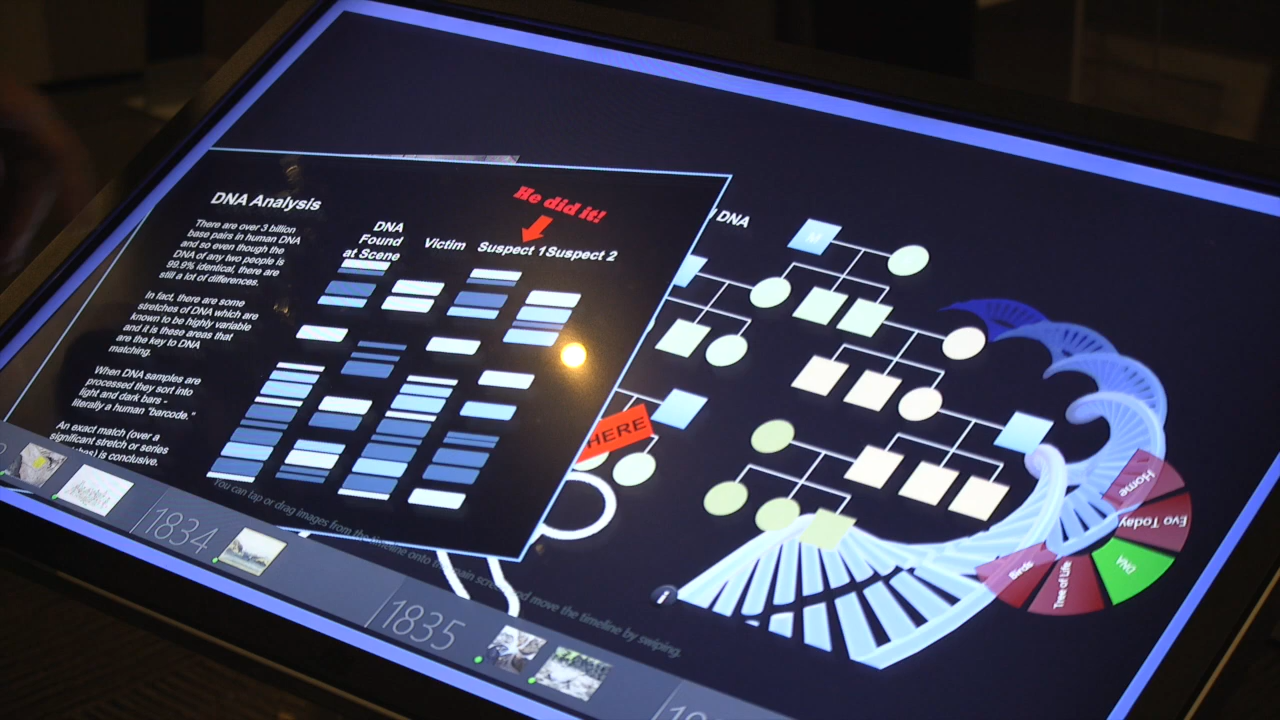 DNA Analysis
There are over 3 billion
base pairs in human DNA
and so even though the
DNA of any two people is
99.9% identical, there are
still a lot of differences.
In fact, there are some
stretches of DNA which are
known to be highly variable
and it is these areas that
are the key to DNA
matching.
When DNA samples are
processed they sort into
light and dark bars -
literally a human "barcode."
An exact match (over a
significant stretch or series
is conclusive.
He did it!
DNA
Found
at Scene
Victim
Suspect 1
Suspect 2
DNA
M
HERE
You can tap or drag images from the timeline onto the main screen and move the timeline by swiping.
1834
1835
i
Home
Evo Today
DNA
Tree of Life
Birds